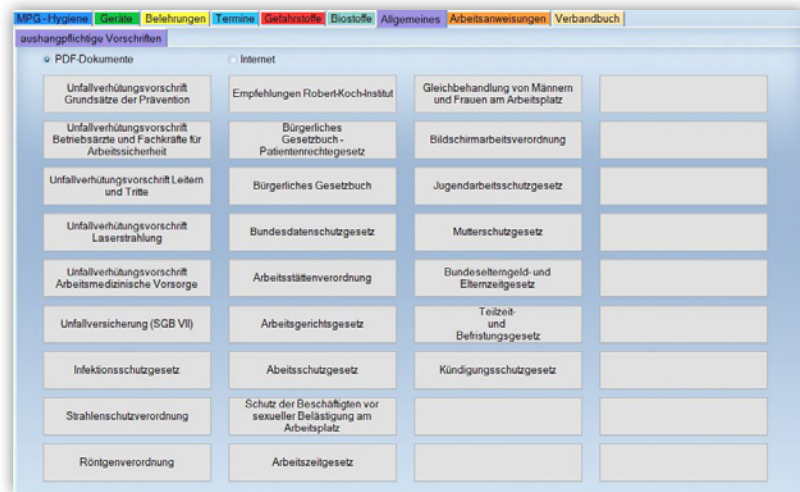 MPG - Hygiene Geräte Belehrungen Termine Gefahrstoffe Biostoffe Allgemeines Arbeitsanweisungen Verbandbuch
aushangpflichtige Vorschriften
PDF-Dokumente Internet
Unfallverhütungsvorschrift
Grundsätze der Prävention
Empfehlungen Robert-Koch-Institut
Gleichbehandlung von Männern
und Frauen am Arbeitsplatz
Unfallverhütungsvorschrift
Betriebsärzte und Fachkräfte für
Arbeitssicherheit
Bürgerliches
Gesetzbuch -
Patientenrechtegesetz
Bildschirmarbeitsverordnung
Unfallverhütungsvorschrift Leitern
und Tritte
Bürgerliches Gesetzbuch
Jugendarbeitsschutzgesetz
Unfallverhütungsvorschrift
Laserstrahlung
Bundesdatenschutzgesetz
Mutterschutzgesetz
Unfallverhütungsvorschrift
Arbeitsmedizinische Vorsorge
Arbeitsstättenverordnung
Bundeselterngeld- und
Elternzeitgesetz
Unfallversicherung (SGB VII)
Arbeitsgerichtsgesetz
Teilzeit-
und
Befristungsgesetz
Infektionsschutzgesetz
Abeitsschutzgesetz
Kündigungsschutzgesetz
Strahlenschutzverordnung
Schutz der Beschäftigten vor
sexueller Belästigung am
Arbeitsplatz
Röntgenverordnung
Arbeitszeitgesetz